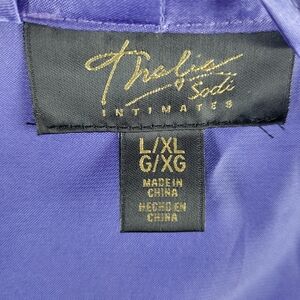 Thalia
Sodi
INTIMATES
L/XL
G/XG
MADE IN
CHINA
HECHO EN
CHINA